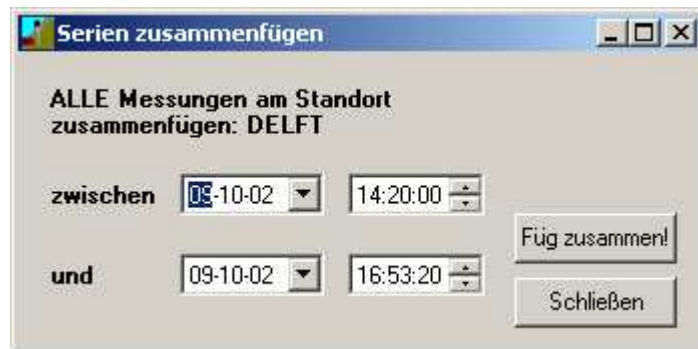 Serien zusammenfügen
ALLE Messungen am Standort
zusammenfügen: DELFT
zwischen 09-10-02 14:20:00
Füg zusammen!
und 09-10-02 16:53:20
Schließen